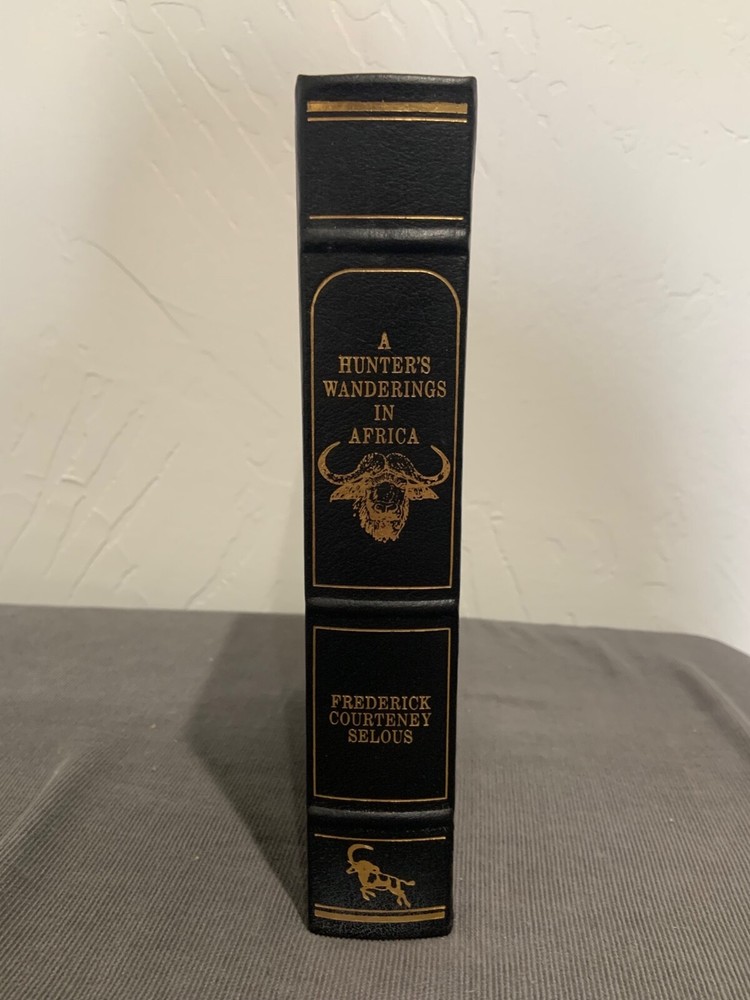 A
HUNTER'S
WANDERINGS
IN
AFRICA
FREDERICK
COURTENEY
SELOUS